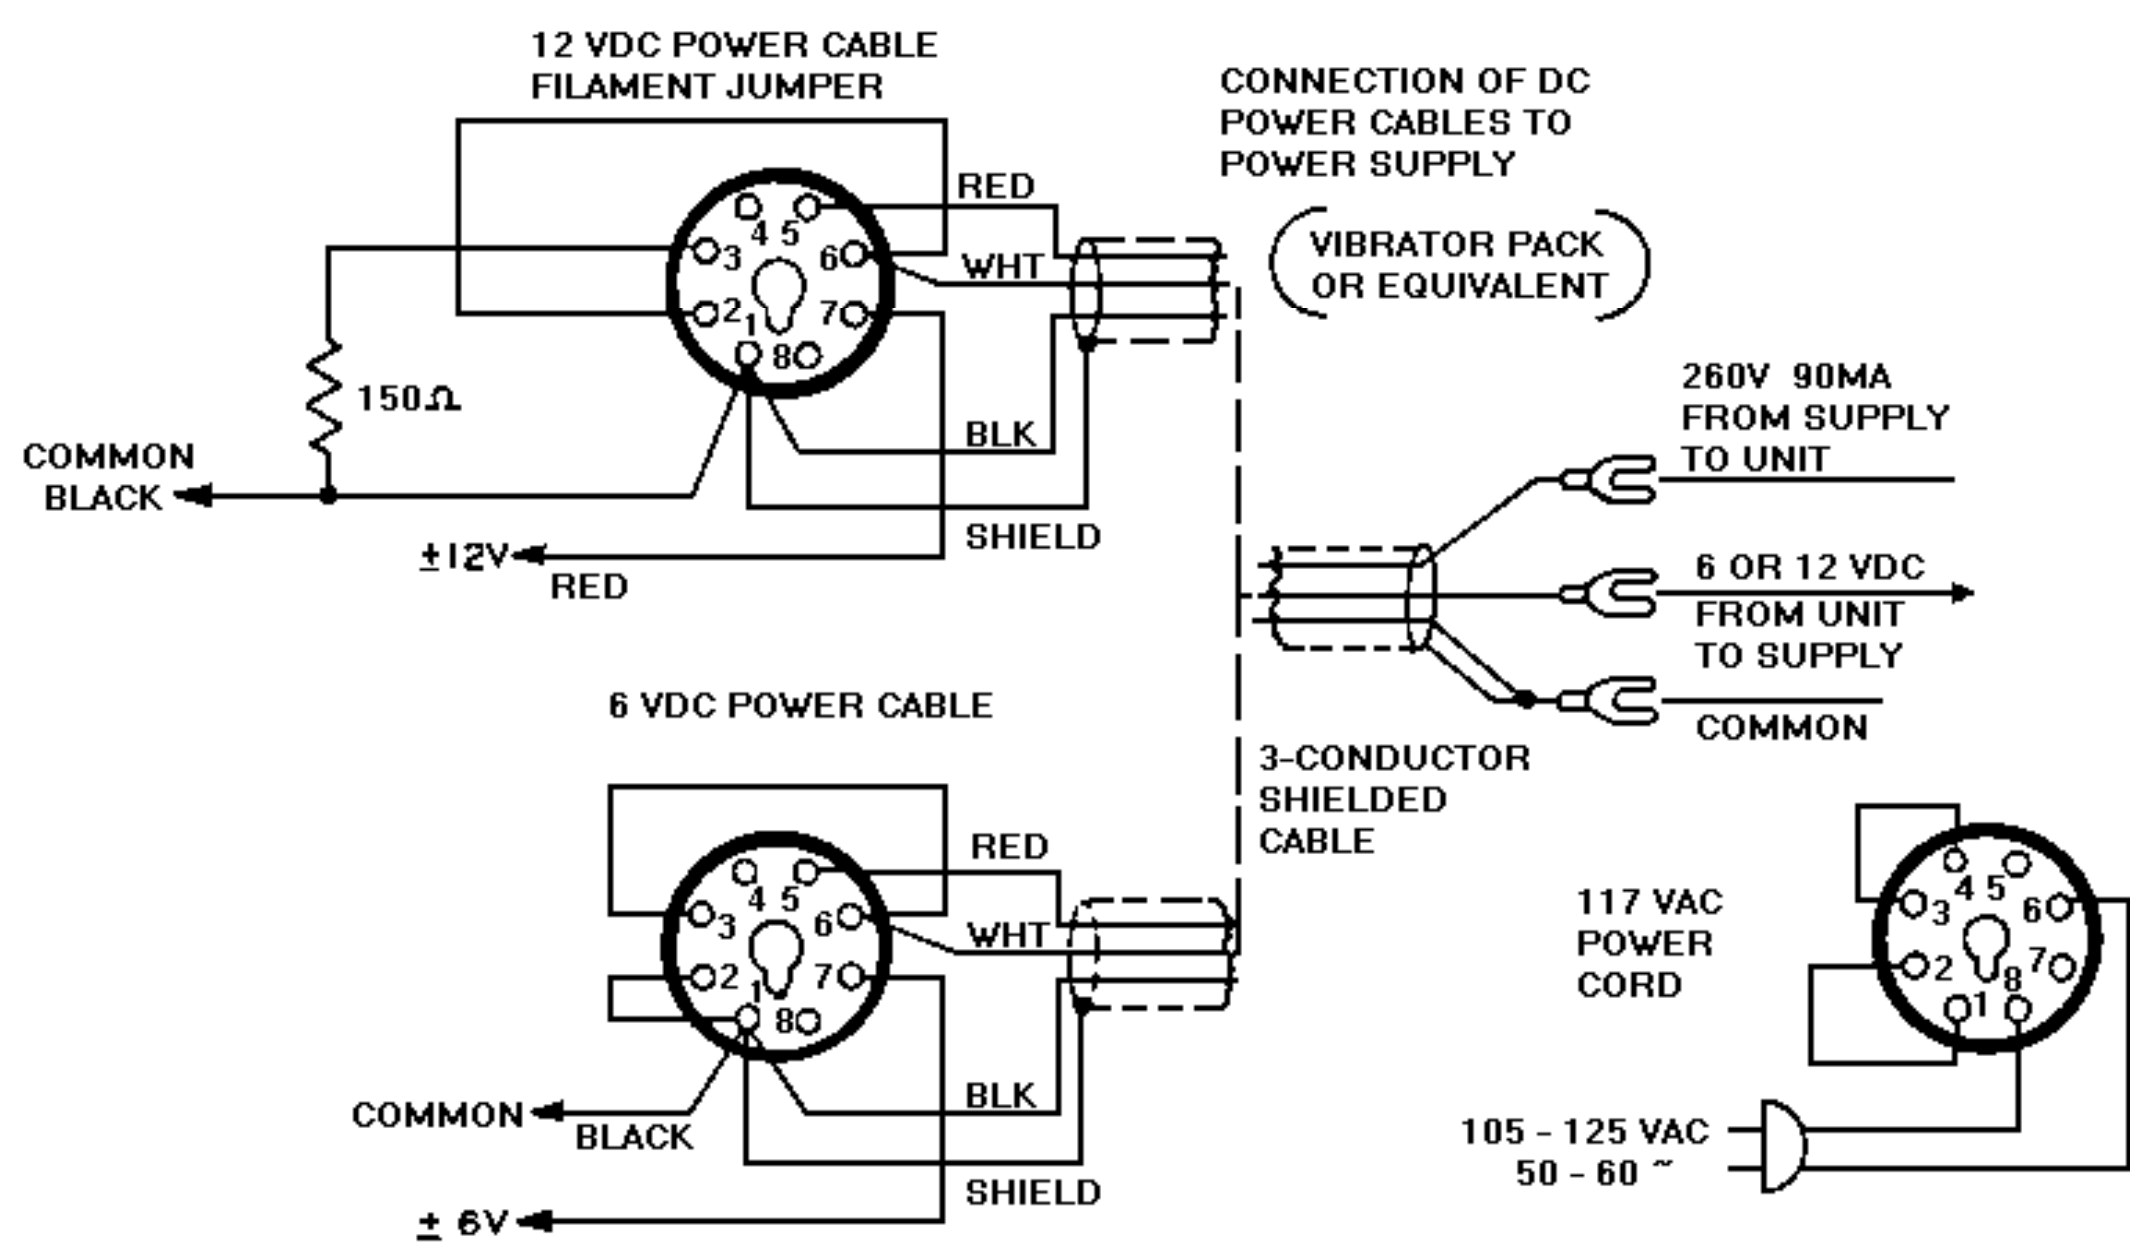 12 VDC POWER CABLE
FILAMENT JUMPER
CONNECTION OF DC
POWER CABLES TO
POWER SUPPLY
(VIBRATOR PACK
OR EQUIVALENT)
RED
WHT
BLK
SHIELD
4 5
3 6
2 7
1 8
150Ω
COMMON
BLACK
±12V
RED
260V 90MA
FROM SUPPLY
TO UNIT
6 OR 12 VDC
FROM UNIT
TO SUPPLY
COMMON
3-CONDUCTOR
SHIELDED
CABLE
6 VDC POWER CABLE
RED
WHT
BLK
SHIELD
4 5
3 6
2 7
1 8
COMMON
BLACK
± 6V
117 VAC
POWER
CORD
4 5
3 6
2 7
1 8
105 - 125 VAC
50 - 60 ~